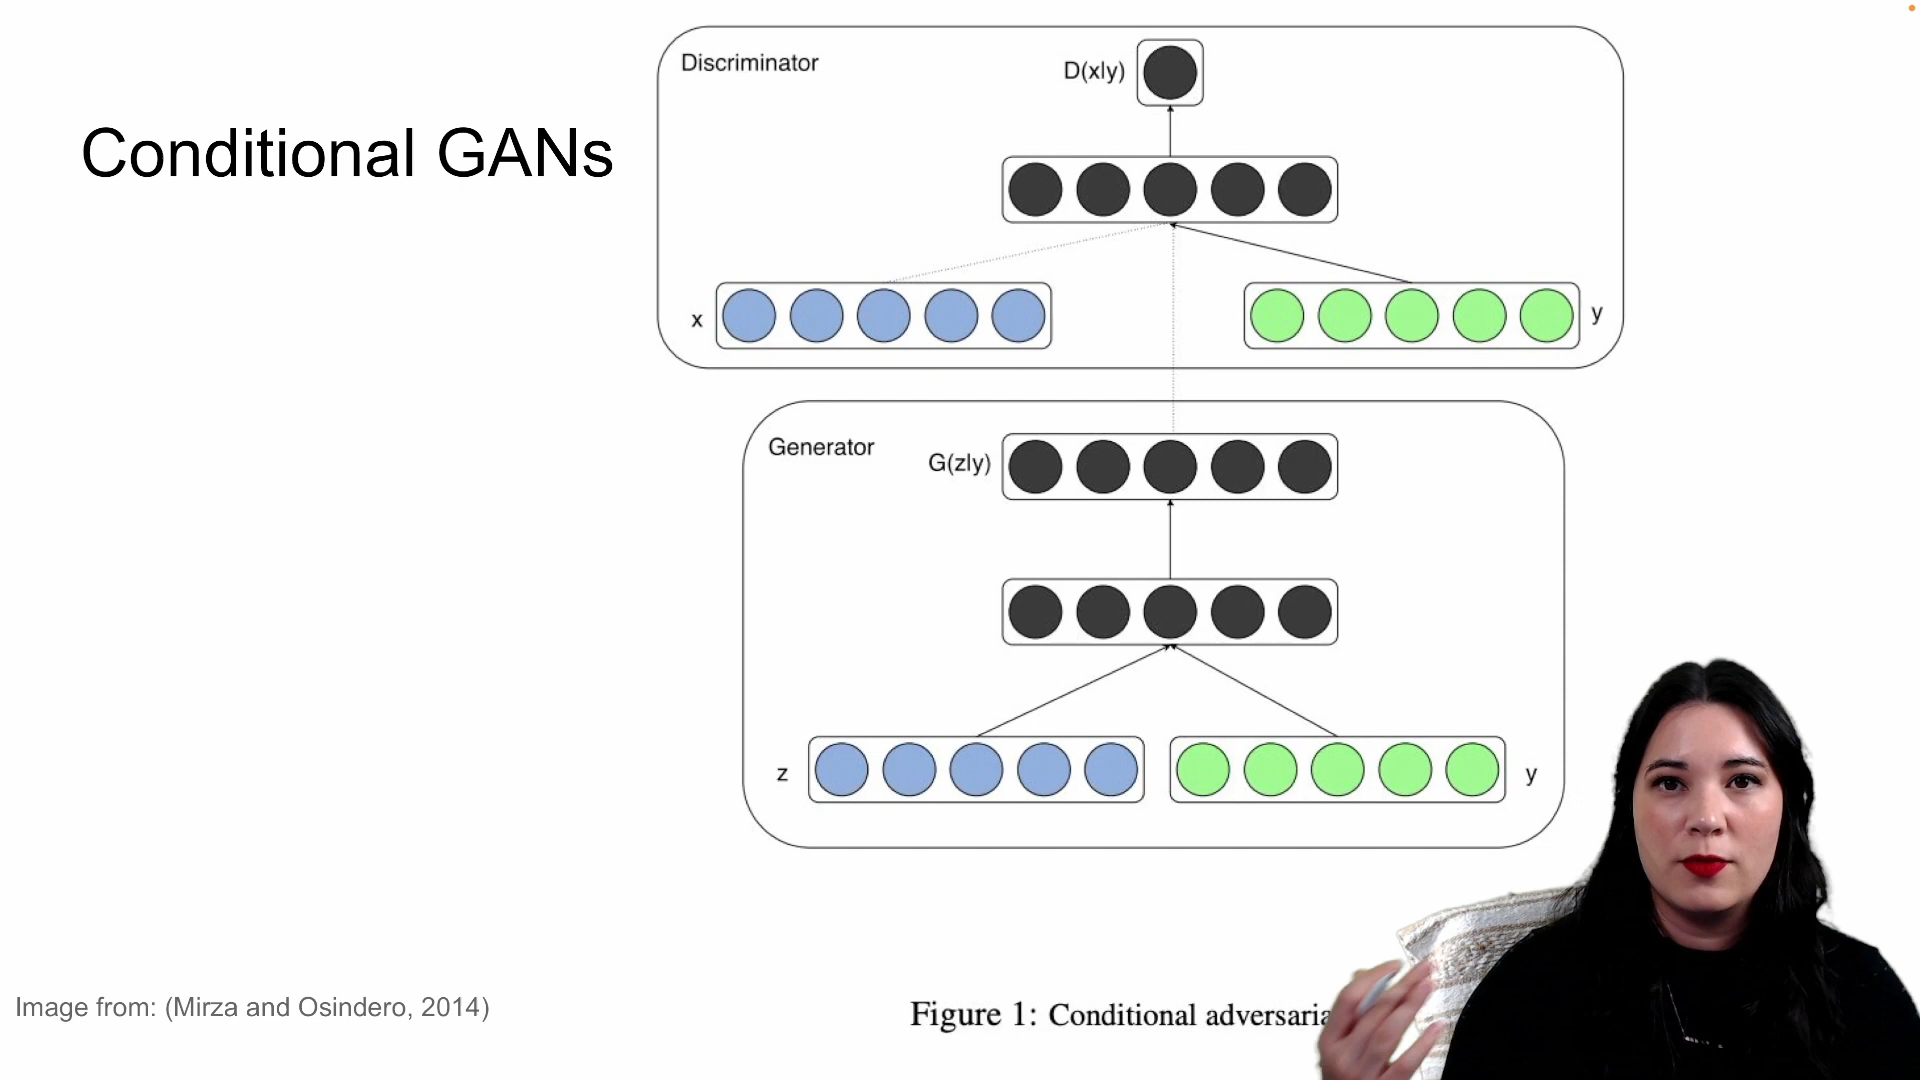 Conditional GANs
Discriminator
D(x|y)
x
y
Generator
G(z|y)
z
y
Image from: (Mirza and Osindero, 2014)
Figure 1: Conditional